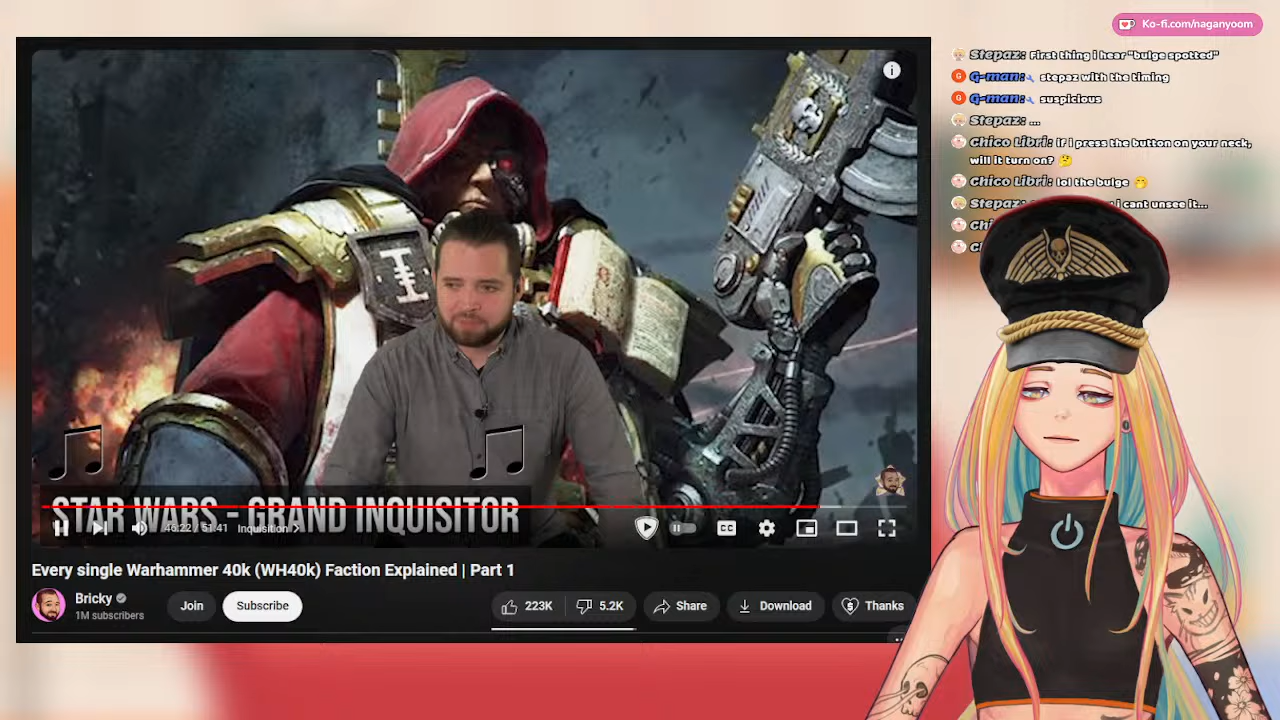 Ko-fi.com/naganyoom
Stepaz: First thing i hear "bulge spotted"
G-man: stepaz with the timing
G-man: suspicious
Stepaz: ...
Chico Libri: If I press the button on your neck,
will it turn on? 🤔
Chico Libri: lol the bulge 🤭
Stepaz: i cant unsee it...
STAR WARS - GRAND INQUISITOR
46:22 / 51:41 Inquisition >
CC
Every single Warhammer 40k (WH40k) Faction Explained | Part 1
Bricky
1M subscribers
Join
Subscribe
223K
5.2K
Share
Download
Thanks